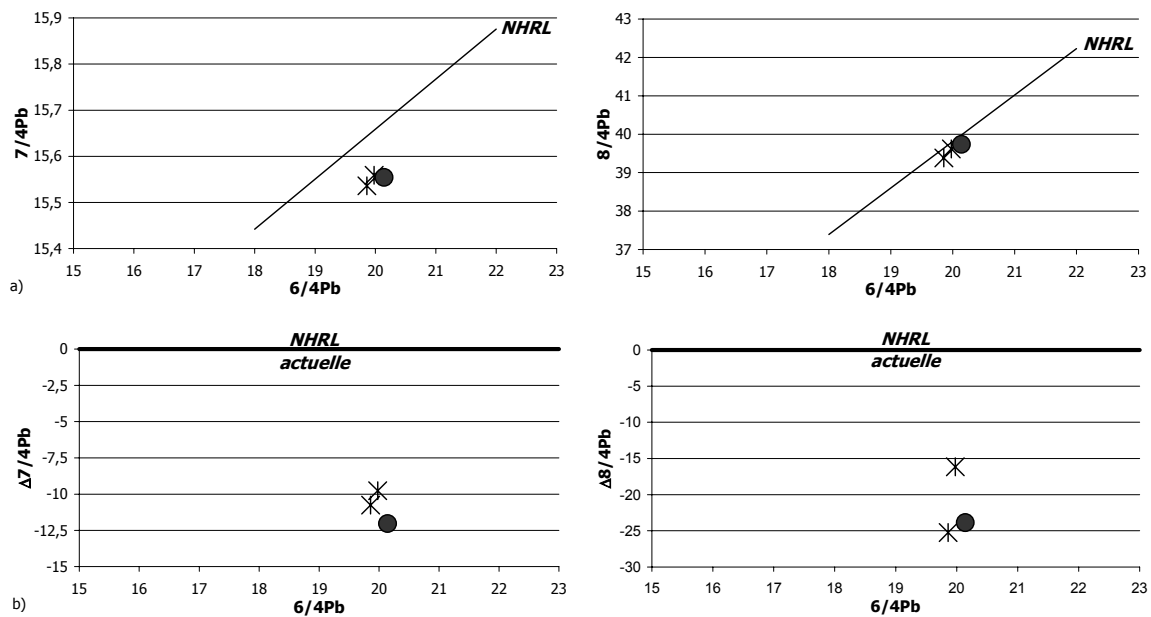 15,9
15,8
15,7
15,6
15,5
15,4
7/4Pb
NHRL
15 16 17 18 19 20 21 22 23
6/4Pb
a)
43
42
41
40
39
38
37
8/4Pb
NHRL
15 16 17 18 19 20 21 22 23
6/4Pb
NHRL
actuelle
0
-2,5
-5
-7,5
-10
-12,5
-15
Δ7/4Pb
15 16 17 18 19 20 21 22 23
6/4Pb
b)
NHRL
actuelle
0
-5
-10
-15
-20
-25
-30
Δ8/4Pb
15 16 17 18 19 20 21 22 23
6/4Pb